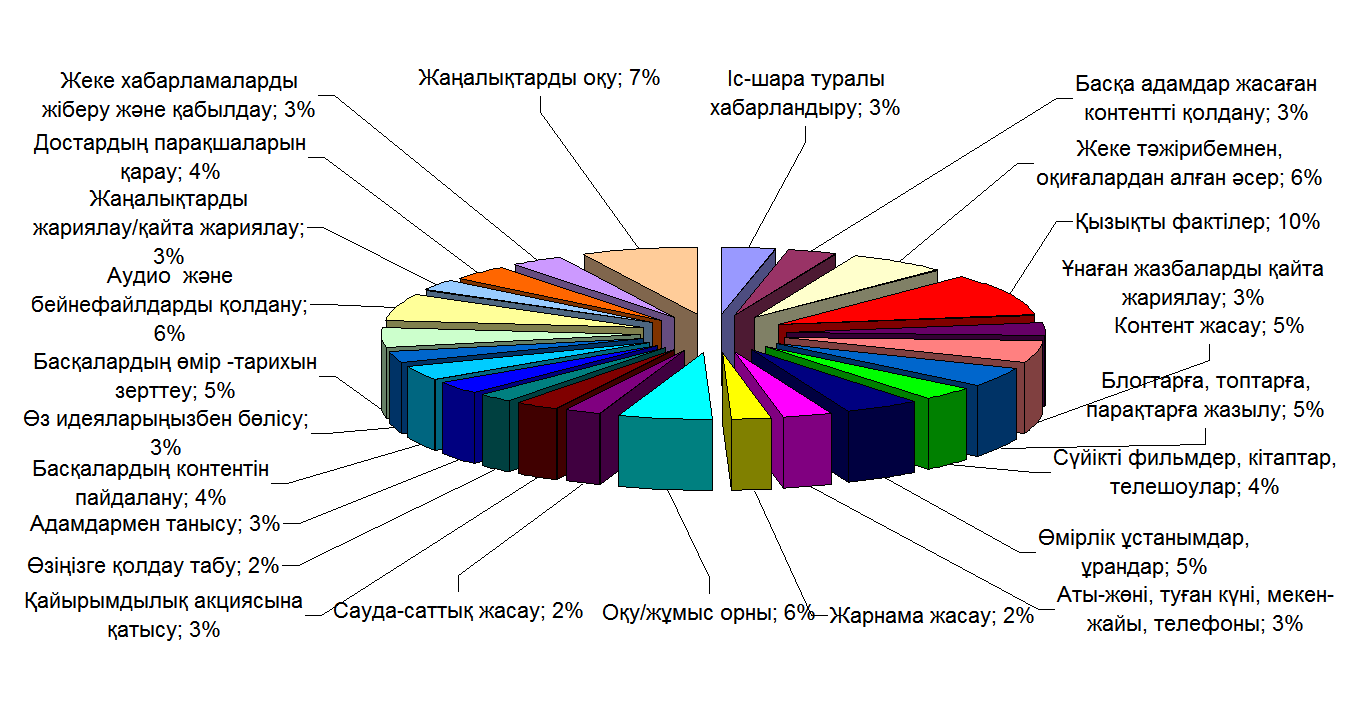 Жеке хабарламаларды
жіберу және қабылдау; 3%
Жаңалықтарды оқу; 7%
Іс-шара туралы
хабарландыру; 3%
Басқа адамдар жасаған
контентті қолдану; 3%
Достардың парақшаларын
қарау; 4%
Жеке тәжірибемнен,
оқиғалардан алған әсер; 6%
Жаңалықтарды
жариялау/қайта жариялау;
3%
Қызықты фактілер; 10%
Аудио  және
бейнефайлдарды қолдану;
6%
Ұнаған жазбаларды қайта
жариялау; 3%
Контент жасау; 5%
Басқалардың өмір -тарихын
зерттеу; 5%
Блогтарға, топтарға,
парақтарға жазылу; 5%
Өз идеяларыңызбен бөлісу;
3%
Басқалардың контентін
пайдалану; 4%
Сүйікті фильмдер, кітаптар,
телешоулар; 4%
Адамдармен танысу; 3%
Өмірлік ұстанымдар,
ұрандар; 5%
Өзіңізге қолдау табу; 2%
Қайырымдылық акциясына
қатысу; 3%
Сауда-саттық жасау; 2%
Оқу/жұмыс орны; 6%
Жарнама жасау; 2%
Аты-жөні, туған күні, мекен-
жайы, телефоны; 3%